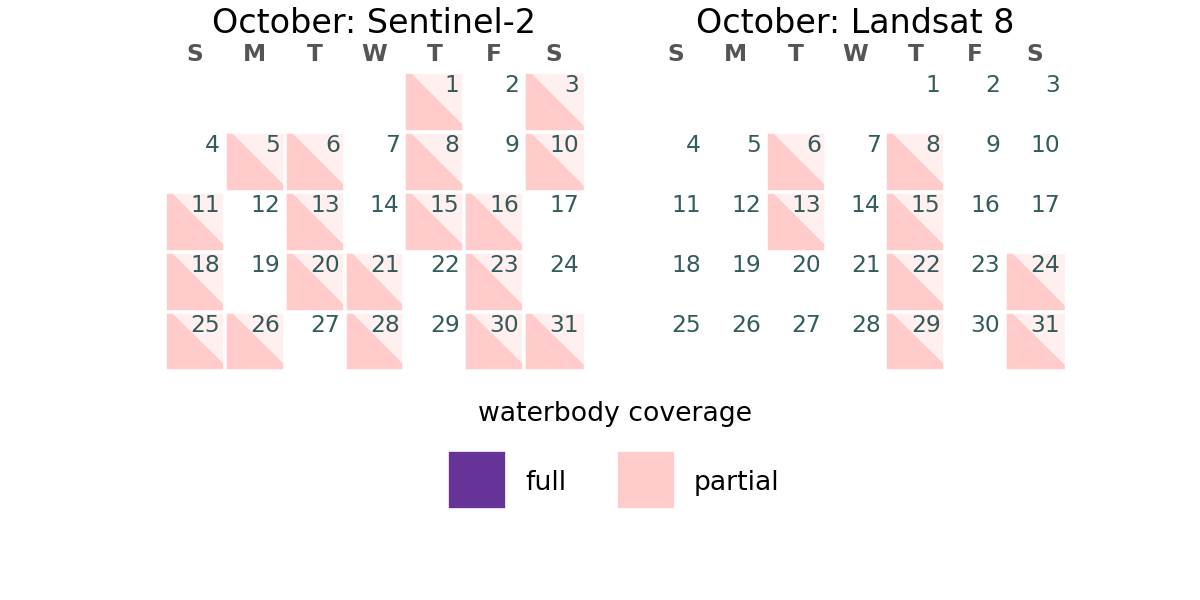 October: Sentinel-2
S M T W T F S
1 2 3
4 5 6 7 8 9 10
11 12 13 14 15 16 17
18 19 20 21 22 23 24
25 26 27 28 29 30 31
October: Landsat 8
S M T W T F S
1 2 3
4 5 6 7 8 9 10
11 12 13 14 15 16 17
18 19 20 21 22 23 24
25 26 27 28 29 30 31
waterbody coverage
full partial